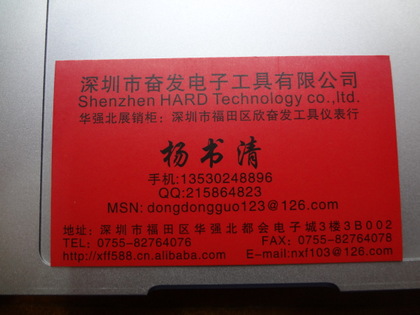 深圳市奋发电子工具有限公司
Shenzhen HARD Technology co.,ltd.
华强北展销柜：深圳市福田区欣奋发工具仪表行
杨书清
手机:13530248896
QQ:215864823
MSN: dongdongguo123@126.com
地址：深圳市福田区华强北都会电子城3楼3B002
TEL: 0755-82764076 FAX: 0755-82764078
http://xff588.cn.alibaba.com E-mail:nxf103@126.com